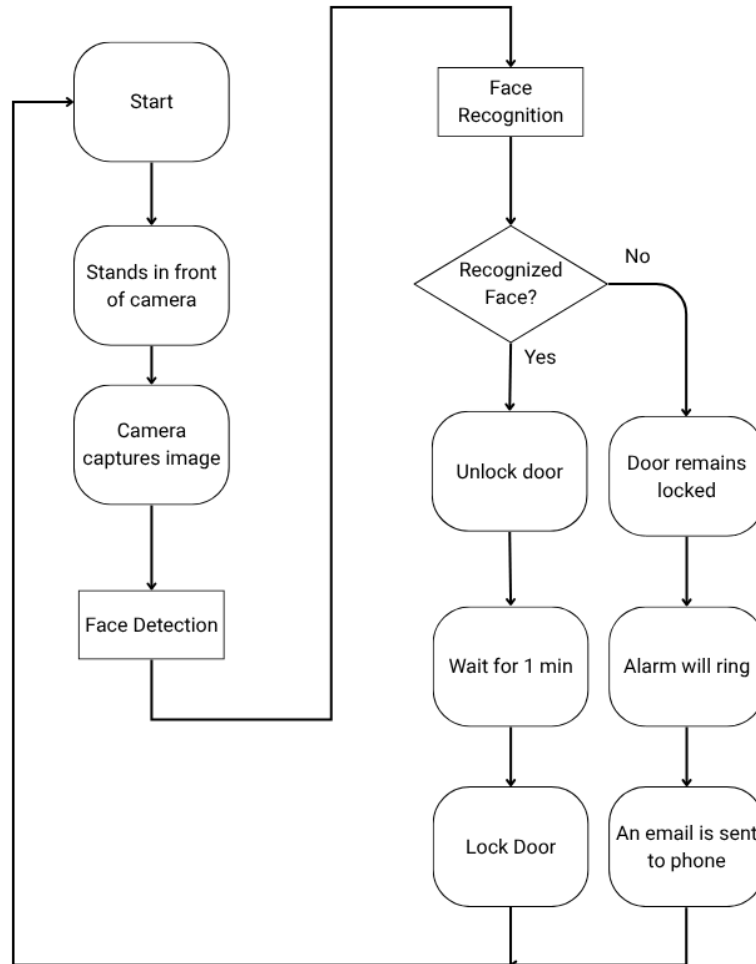 Start
Stands in front
of camera
Camera
captures image
Face Detection
Face
Recognition
Recognized
Face?
No
Yes
Unlock door
Door remains
locked
Wait for 1 min
Alarm will ring
Lock Door
An email is sent
to phone